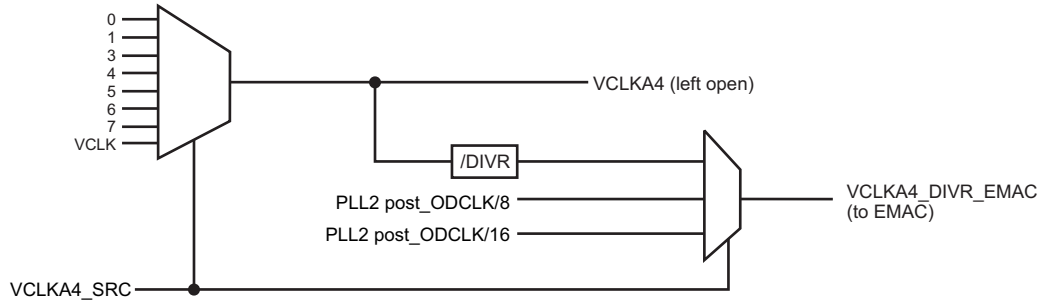 0
1
3
4
5
6
7
VCLK
VCLKA4 (left open)
/DIVR
PLL2 post_ODCLK/8
PLL2 post_ODCLK/16
VCLKA4_DIVR_EMAC
(to EMAC)
VCLKA4_SRC